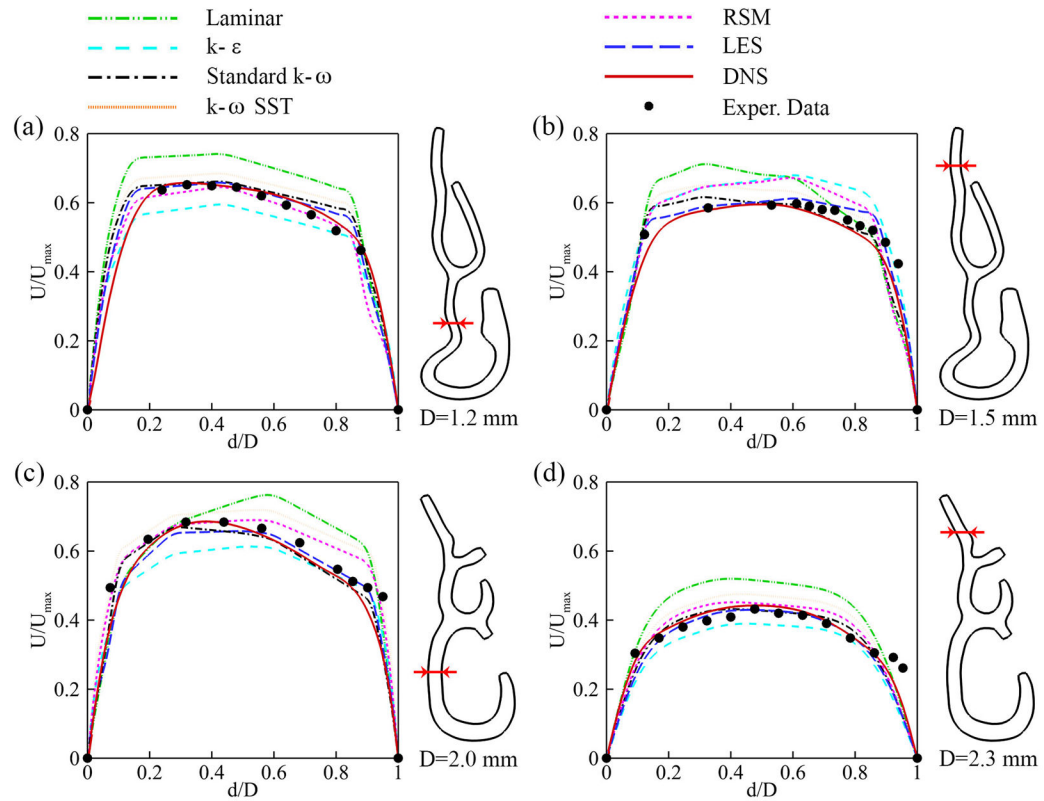 Laminar
k- ε
Standard k- ω
k- ω SST
RSM
LES
DNS
Exper. Data
(a)
0.8
0.6
0.4
0.2
0
U/Umax
0 0.2 0.4 0.6 0.8 1
d/D
D=1.2 mm
(b)
0.8
0.6
0.4
0.2
0
U/Umax
0 0.2 0.4 0.6 0.8 1
d/D
D=1.5 mm
(c)
0.8
0.6
0.4
0.2
0
U/Umax
0 0.2 0.4 0.6 0.8 1
d/D
D=2.0 mm
(d)
0.8
0.6
0.4
0.2
0
U/Umax
0 0.2 0.4 0.6 0.8 1
d/D
D=2.3 mm